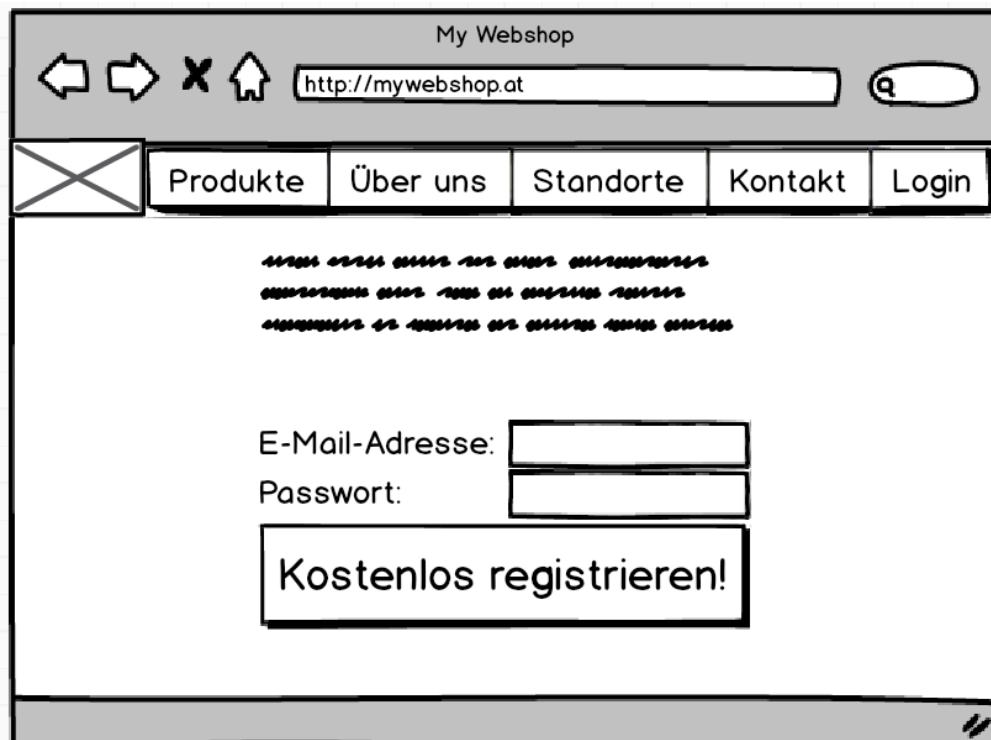 My Webshop
http://mywebshop.at
Produkte Über uns Standorte Kontakt Login
E-Mail-Adresse:
Passwort:
Kostenlos registrieren!